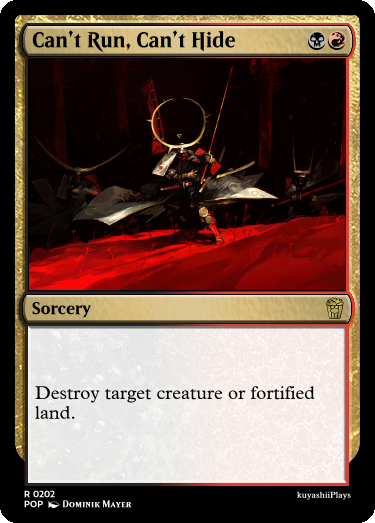 Can't Run, Can't Hide
Sorcery
Destroy target creature or fortified
land.
R 0202
POP Dominik Mayer
kuyashiiPlays